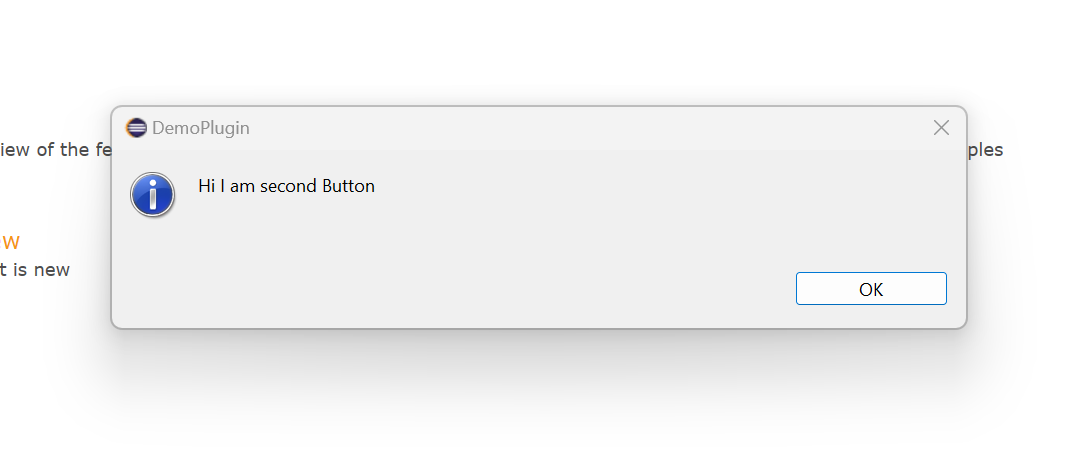 DemoPlugin
iew of the fe
ples
Hi I am second Button
W
t is new
OK